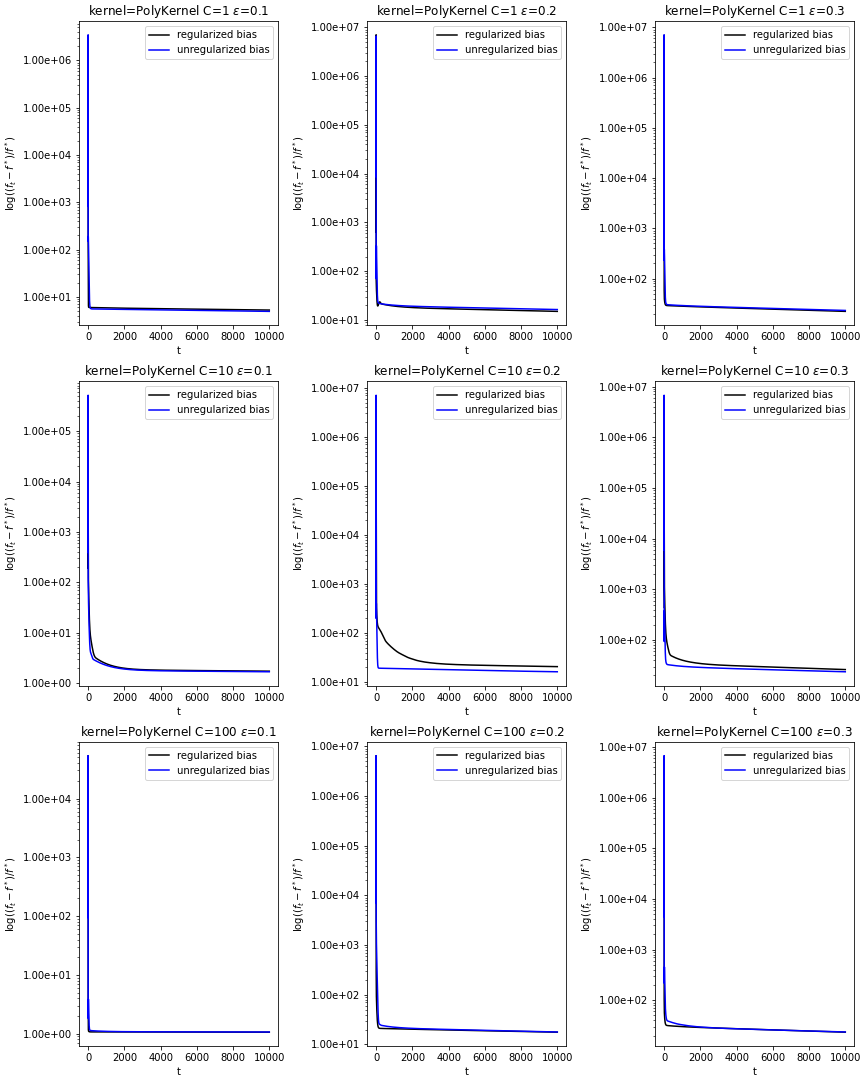 kernel=PolyKernel C=1 ε=0.1
regularized bias
unregularized bias
1.00e+06
1.00e+05
1.00e+04
1.00e+03
1.00e+02
1.00e+01
log((f_t − f*)/f*)
0 2000 4000 6000 8000 10000
t
kernel=PolyKernel C=1 ε=0.2
regularized bias
unregularized bias
1.00e+07
1.00e+06
1.00e+05
1.00e+04
1.00e+03
1.00e+02
1.00e+01
log((f_t − f*)/f*)
0 2000 4000 6000 8000 10000
t
kernel=PolyKernel C=1 ε=0.3
regularized bias
unregularized bias
1.00e+07
1.00e+06
1.00e+05
1.00e+04
1.00e+03
1.00e+02
log((f_t − f*)/f*)
0 2000 4000 6000 8000 10000
t
kernel=PolyKernel C=10 ε=0.1
regularized bias
unregularized bias
1.00e+05
1.00e+04
1.00e+03
1.00e+02
1.00e+01
1.00e+00
log((f_t − f*)/f*)
0 2000 4000 6000 8000 10000
t
kernel=PolyKernel C=10 ε=0.2
regularized bias
unregularized bias
1.00e+07
1.00e+06
1.00e+05
1.00e+04
1.00e+03
1.00e+02
1.00e+01
log((f_t − f*)/f*)
0 2000 4000 6000 8000 10000
t
kernel=PolyKernel C=10 ε=0.3
regularized bias
unregularized bias
1.00e+07
1.00e+06
1.00e+05
1.00e+04
1.00e+03
1.00e+02
log((f_t − f*)/f*)
0 2000 4000 6000 8000 10000
t
kernel=PolyKernel C=100 ε=0.1
regularized bias
unregularized bias
1.00e+04
1.00e+03
1.00e+02
1.00e+01
1.00e+00
log((f_t − f*)/f*)
0 2000 4000 6000 8000 10000
t
kernel=PolyKernel C=100 ε=0.2
regularized bias
unregularized bias
1.00e+07
1.00e+06
1.00e+05
1.00e+04
1.00e+03
1.00e+02
1.00e+01
log((f_t − f*)/f*)
0 2000 4000 6000 8000 10000
t
kernel=PolyKernel C=100 ε=0.3
regularized bias
unregularized bias
1.00e+07
1.00e+06
1.00e+05
1.00e+04
1.00e+03
1.00e+02
log((f_t − f*)/f*)
0 2000 4000 6000 8000 10000
t